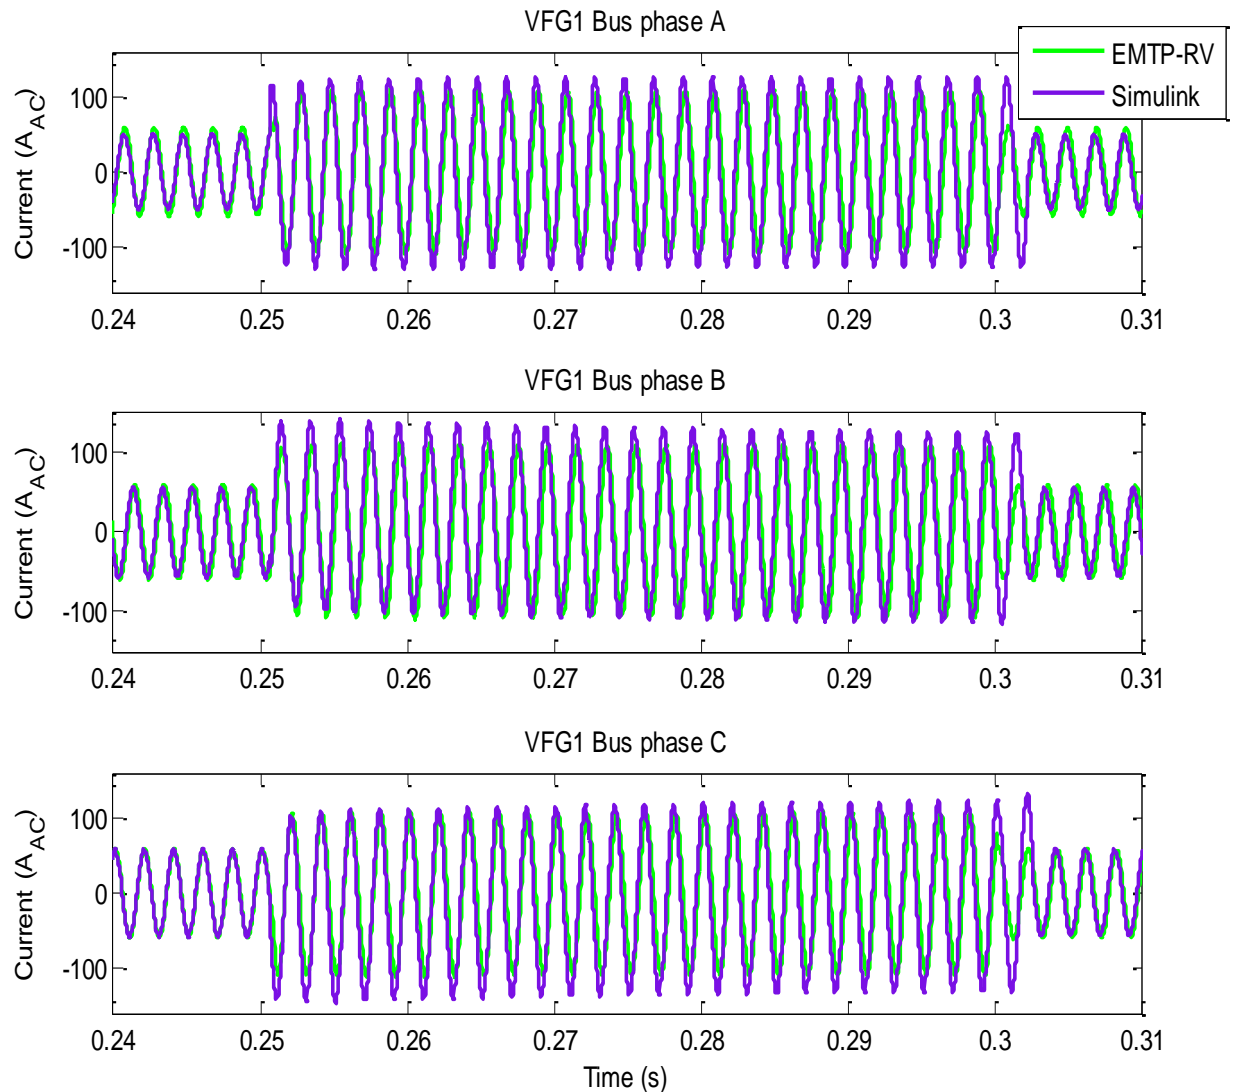 VFG1 Bus phase A
EMTP-RV
Simulink
Current (A_AC)
100
0
-100
0.24 0.25 0.26 0.27 0.28 0.29 0.3 0.31
VFG1 Bus phase B
Current (A_AC)
100
0
-100
0.24 0.25 0.26 0.27 0.28 0.29 0.3 0.31
VFG1 Bus phase C
Current (A_AC)
100
0
-100
0.24 0.25 0.26 0.27 0.28 0.29 0.3 0.31
Time (s)